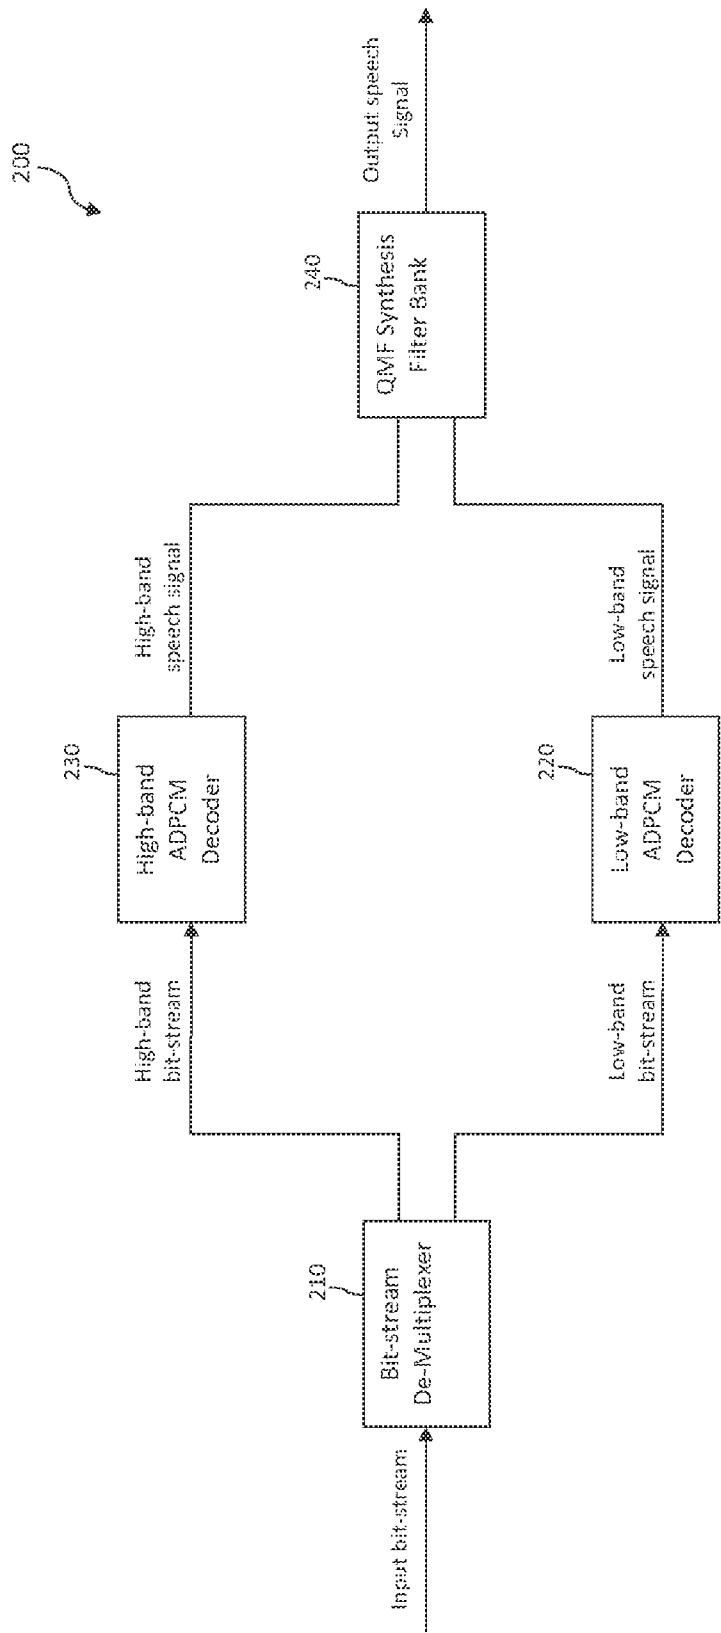 200
Input bit-stream
210
Bit-stream
De-Multiplexer
High-band
bit-stream
230
High-band
ADPCM
Decoder
High-band
speech signal
Low-band
bit-stream
220
Low-band
ADPCM
Decoder
Low-band
speech signal
240
QMF Synthesis
Filter Bank
Output speech
Signal